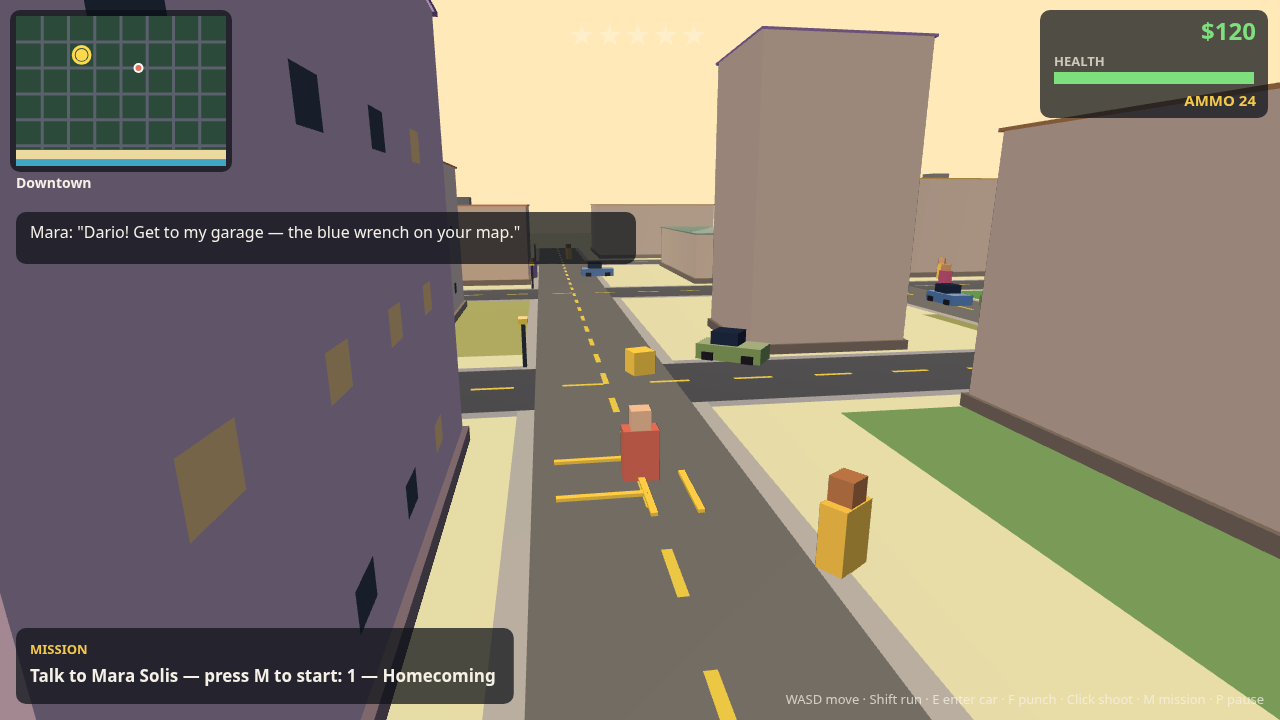 $120
HEALTH
AMMO 24
Downtown
Mara: "Dario! Get to my garage — the blue wrench on your map."
MISSION
Talk to Mara Solis — press M to start: 1 — Homecoming
WASD move · Shift run · E enter car · F punch · Click shoot · M mission · P pause